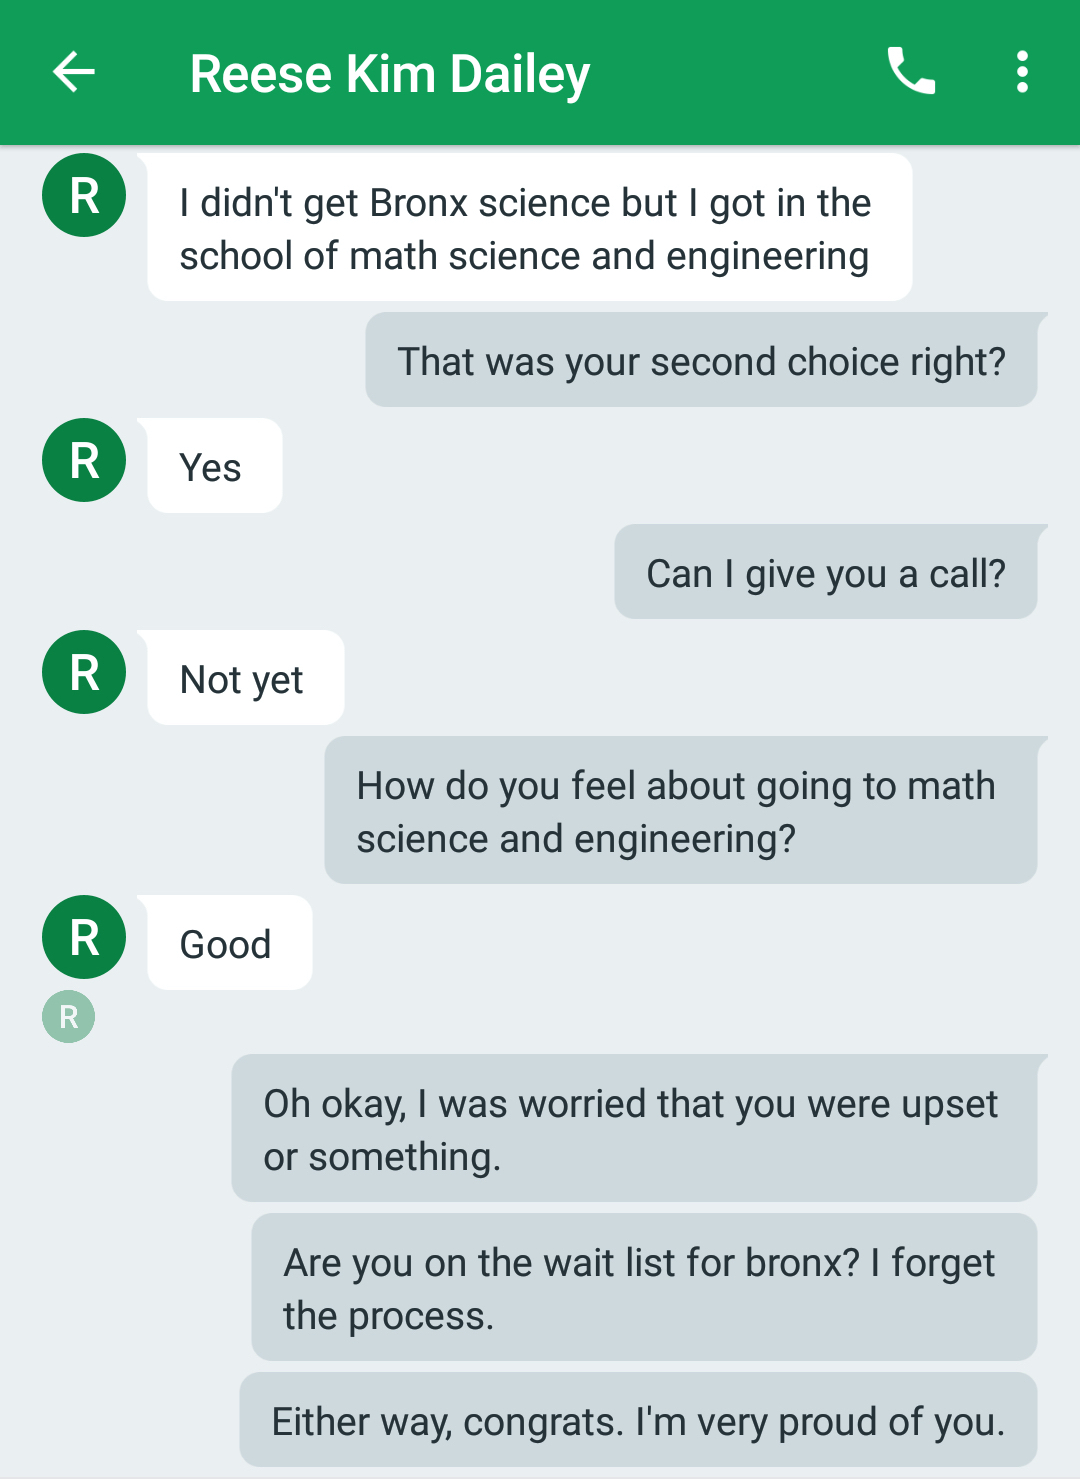 Reese Kim Dailey
R
I didn't get Bronx science but I got in the
school of math science and engineering
That was your second choice right?
R
Yes
Can I give you a call?
R
Not yet
How do you feel about going to math
science and engineering?
R
Good
R
Oh okay, I was worried that you were upset
or something.
Are you on the wait list for bronx? I forget
the process.
Either way, congrats. I'm very proud of you.